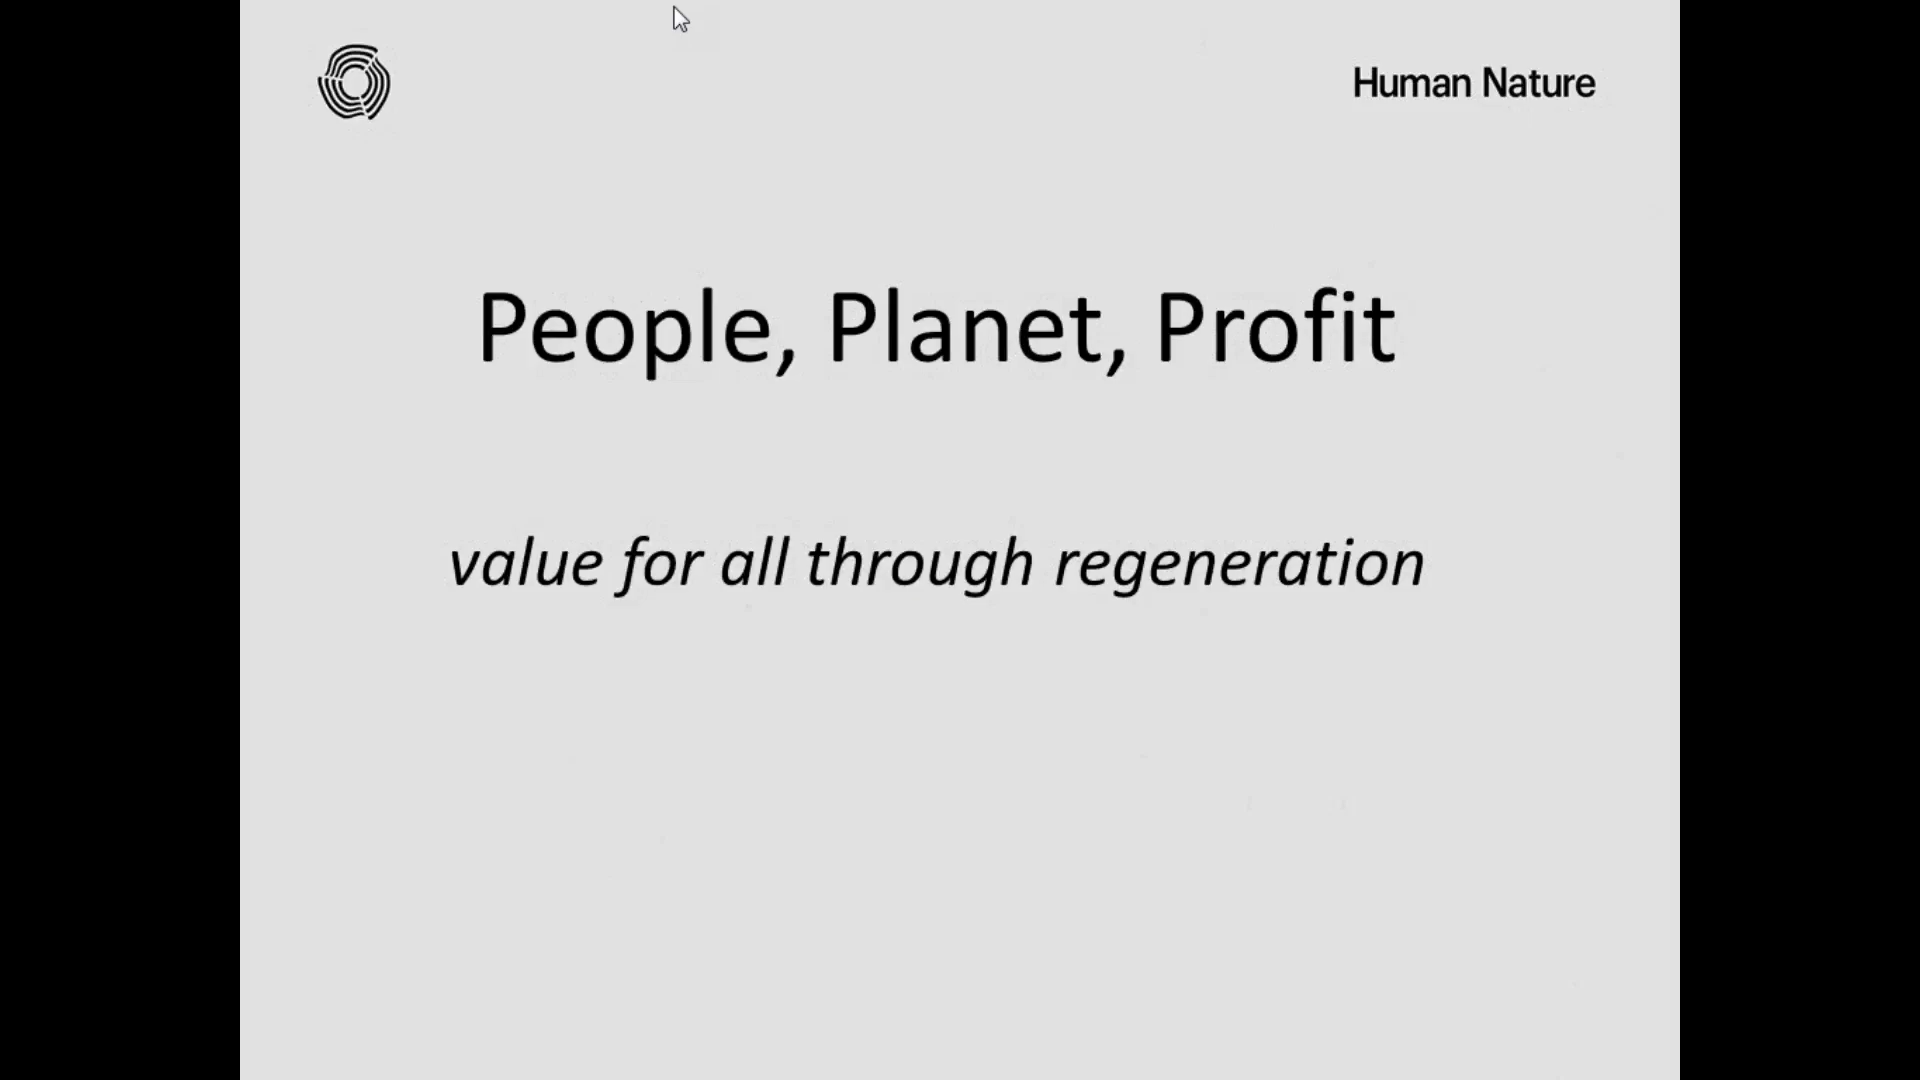 Human Nature
People, Planet, Profit
value for all through regeneration